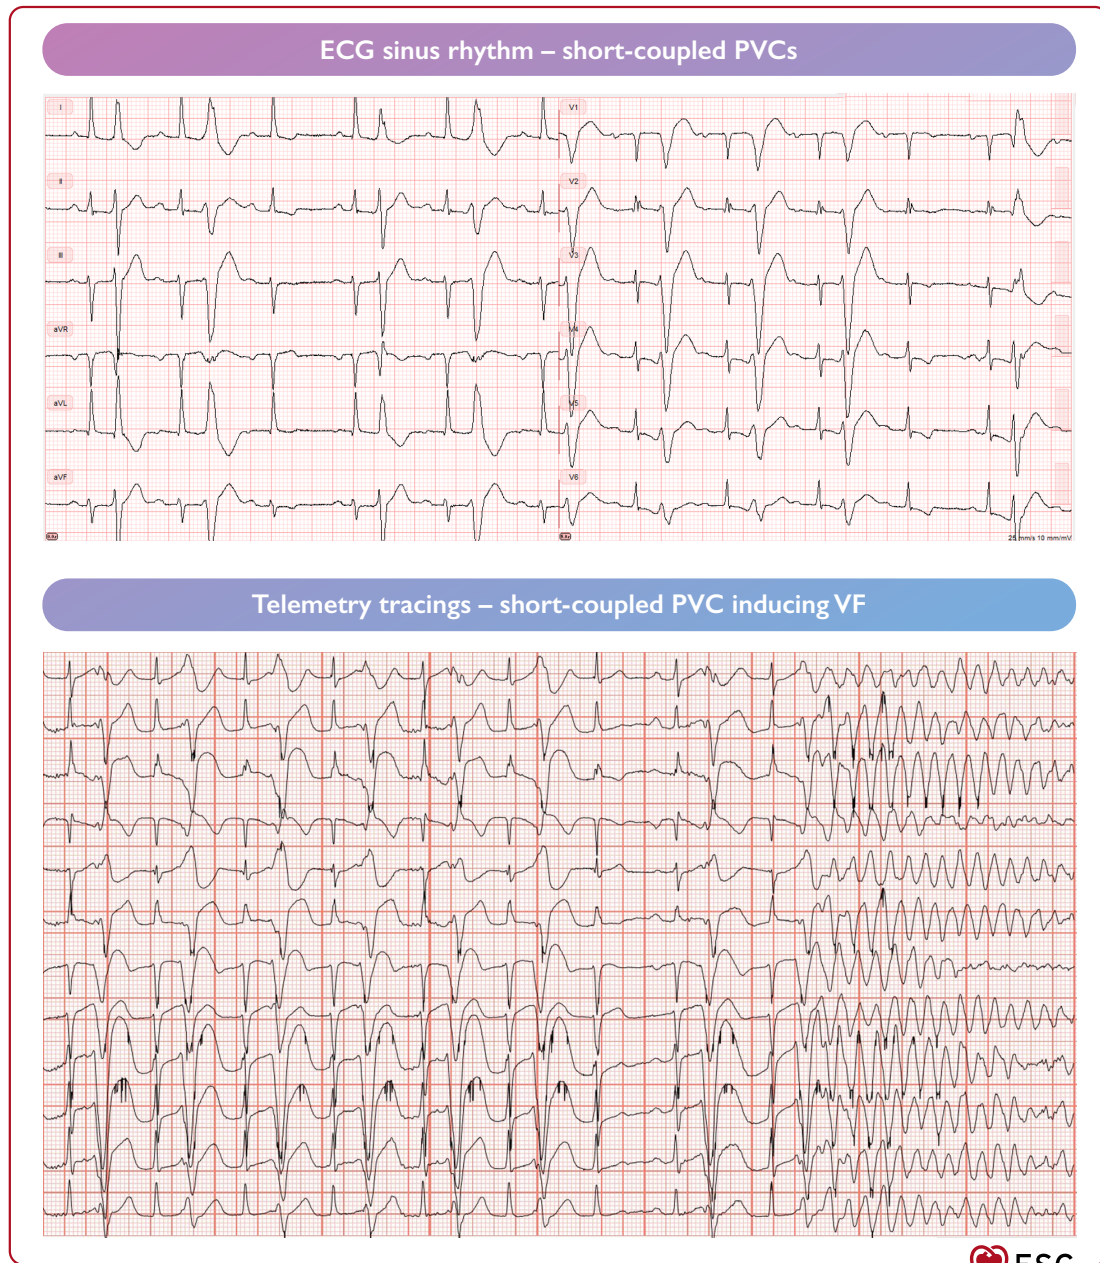 ECG sinus rhythm – short-coupled PVCs
I
V1
II
V2
III
V3
aVR
V4
aVL
V5
aVF
V6
25 mm/s 10 mm/mV
Telemetry tracings – short-coupled PVC inducing VF
ESC